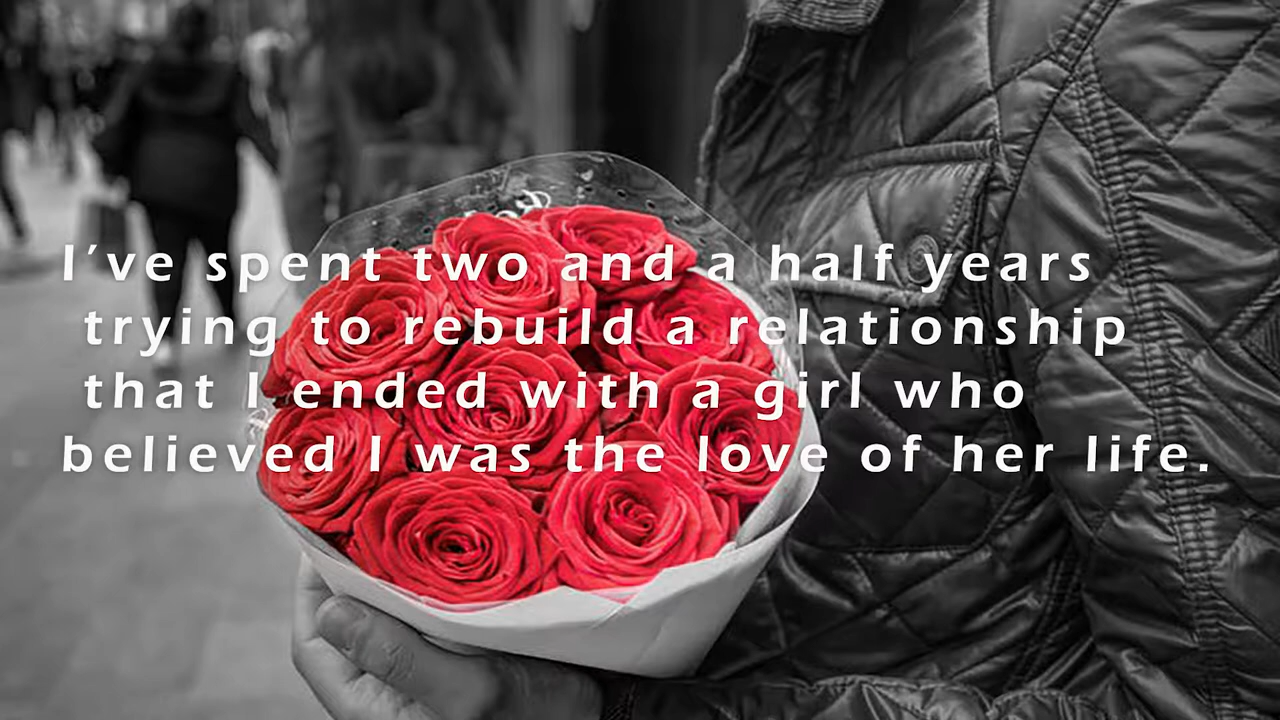 I've spent two and a half years
trying to rebuild a relationship
that I ended with a girl who
believed I was the love of her life.